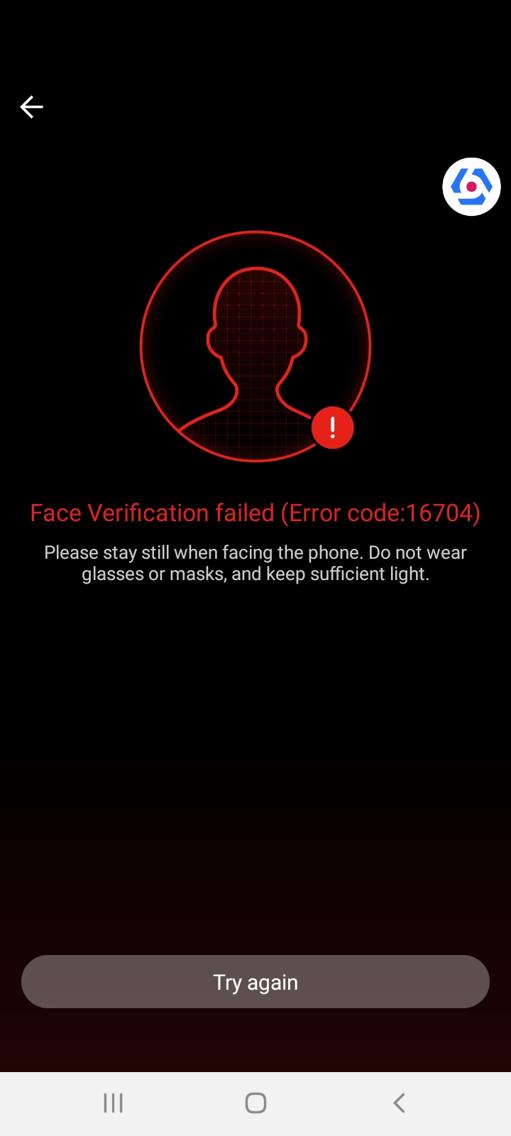 Face Verification failed (Error code:16704)
Please stay still when facing the phone. Do not wear
glasses or masks, and keep sufficient light.
Try again